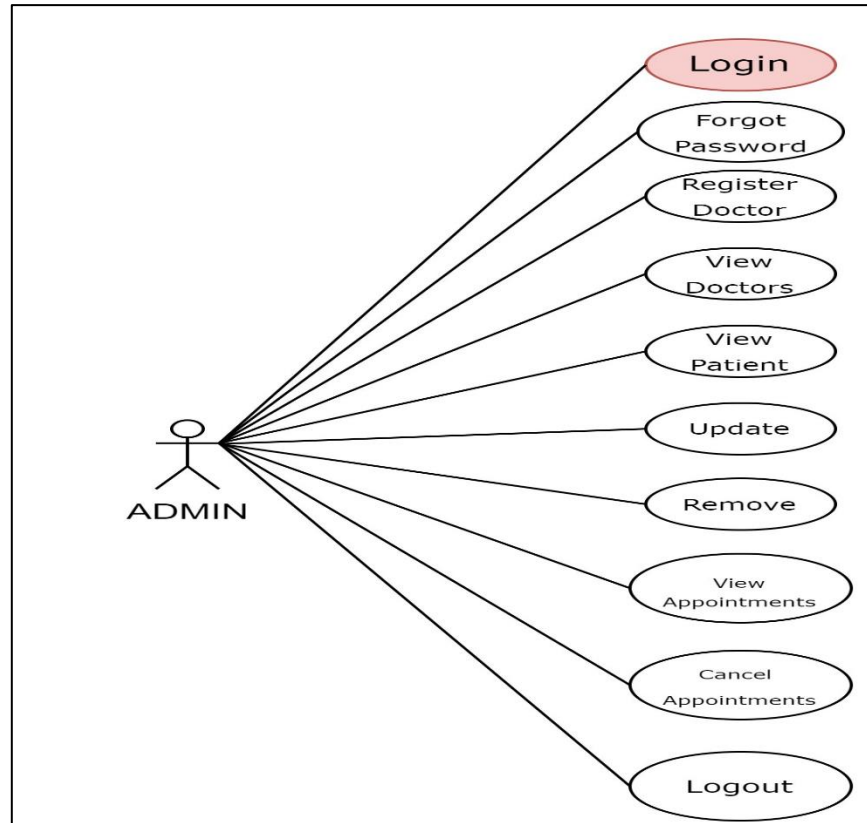 Login
Forgot
Password
Register
Doctor
View
Doctors
View
Patient
Update
ADMIN
Remove
View
Appointments
Cancel
Appointments
Logout